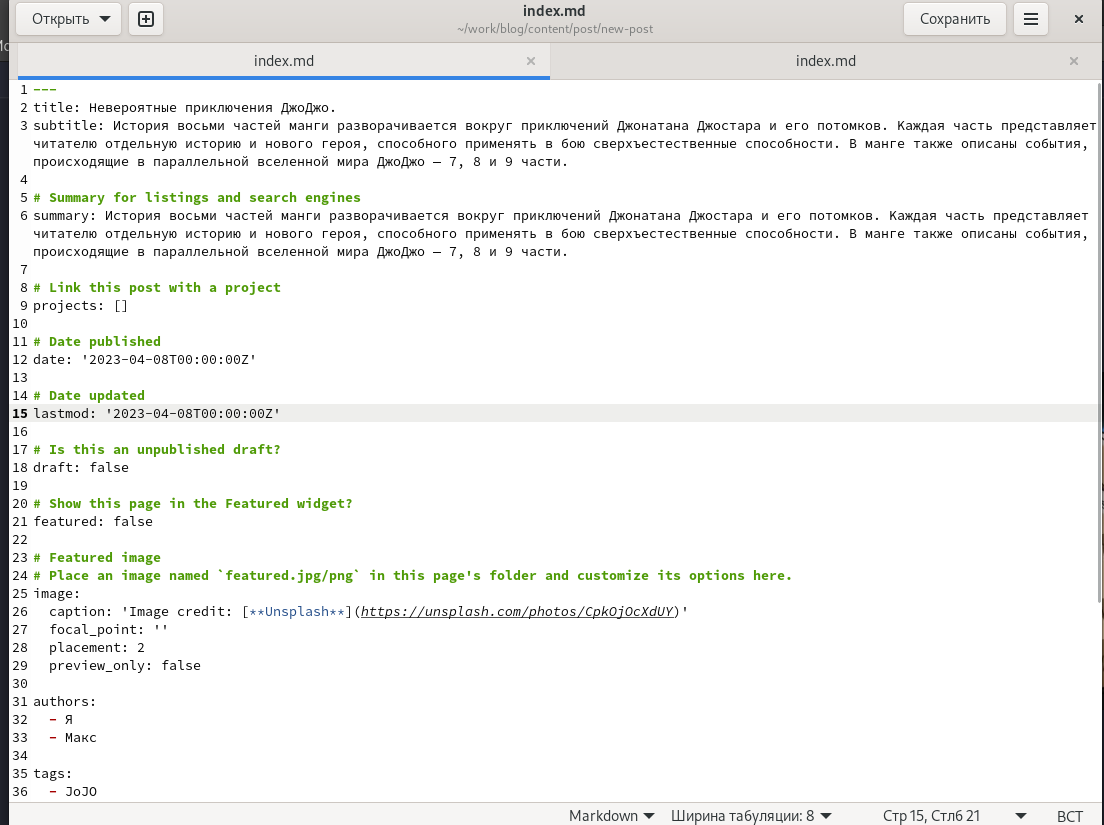 Открыть
index.md
~/work/blog/content/post/new-post
Сохранить
index.md
index.md
1 ---
2 title: Невероятные приключения ДжоДжо.
3 subtitle: История восьми частей манги разворачивается вокруг приключений Джонатана Джостара и его потомков. Каждая часть представляет
читателю отдельную историю и нового героя, способного применять в бою сверхъестественные способности. В манге также описаны события,
происходящие в параллельной вселенной мира ДжоДжо — 7, 8 и 9 части.
4
5 # Summary for listings and search engines
6 summary: История восьми частей манги разворачивается вокруг приключений Джонатана Джостара и его потомков. Каждая часть представляет
читателю отдельную историю и нового героя, способного применять в бою сверхъестественные способности. В манге также описаны события,
происходящие в параллельной вселенной мира ДжоДжо — 7, 8 и 9 части.
7
8 # Link this post with a project
9 projects: []
10
11 # Date published
12 date: '2023-04-08T00:00:00Z'
13
14 # Date updated
15 lastmod: '2023-04-08T00:00:00Z'
16
17 # Is this an unpublished draft?
18 draft: false
19
20 # Show this page in the Featured widget?
21 featured: false
22
23 # Featured image
24 # Place an image named `featured.jpg/png` in this page's folder and customize its options here.
25 image:
26   caption: 'Image credit: [**Unsplash**](https://unsplash.com/photos/CpkOjOcXdUY)'
27   focal_point: ''
28   placement: 2
29   preview_only: false
30
31 authors:
32   - Я
33   - Макс
34
35 tags:
36   - JoJO
Markdown Ширина табуляции: 8 Стр 15, Стлб 21 ВСТ